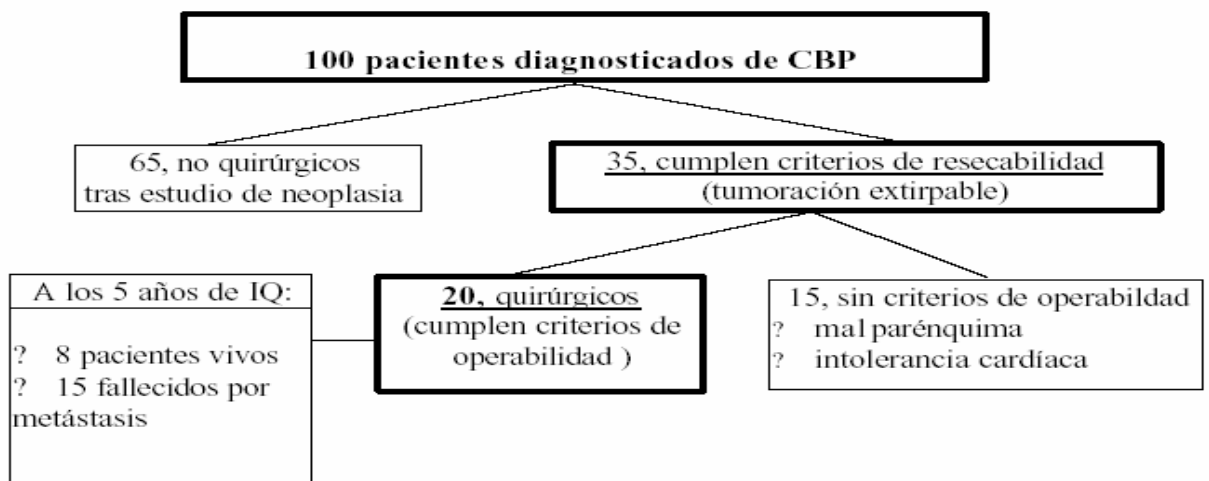 100 pacientes diagnosticados de CBP
65, no quirúrgicos
tras estudio de neoplasia
35, cumplen criterios de resecabilidad
(tumoración extirpable)
A los 5 años de IQ:
? 8 pacientes vivos
? 15 fallecidos por
metástasis
20, quirúrgicos
(cumplen criterios de
operabilidad )
15, sin criterios de operabildad
? mal parénquima
? intolerancia cardíaca